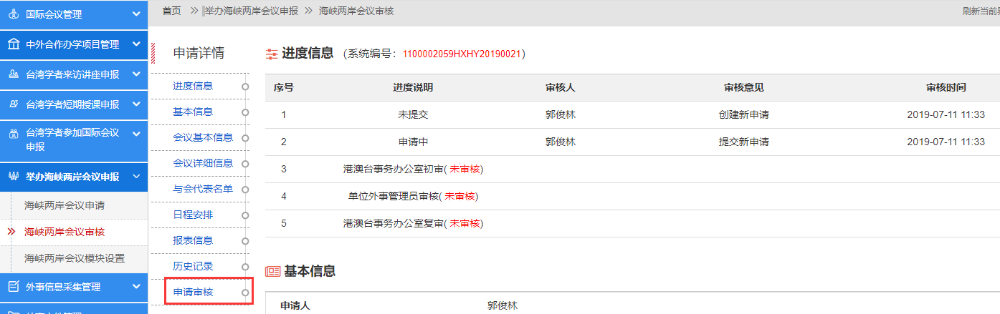 国际会议管理
中外合作办学项目管理
台湾学者来访讲座申报
台湾学者短期授课申报
台湾学者参加国际会议
申报
举办海峡两岸会议申报
海峡两岸会议申请
海峡两岸会议审核
海峡两岸会议模块设置
外事信息采集管理
首页 举办海峡两岸会议申报 海峡两岸会议审核
刷新当前
申请详情
进度信息
基本信息
会议基本信息
会议详细信息
与会代表名单
日程安排
报表信息
历史记录
申请审核
进度信息 (系统编号：1100002059HXHY20190021)
序号 进度说明 审核人 审核意见 审核时间
1 未提交 郭俊林 创建新申请 2019-07-11 11:33
2 申请中 郭俊林 提交新申请 2019-07-11 11:33
3 港澳台事务办公室初审( 未审核)
4 单位外事管理员审核( 未审核)
5 港澳台事务办公室复审( 未审核)
基本信息
申请人 郭俊林